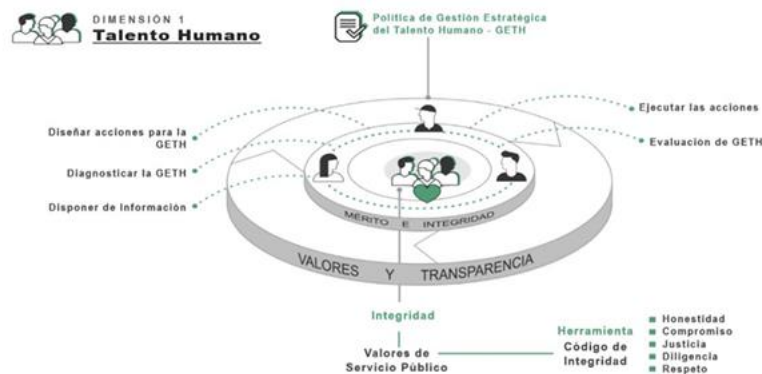 DIMENSIÓN 1
Talento Humano
Política de Gestión Estratégica
del Talento Humano - GETH
Diseñar acciones para la
GETH
Diagnosticar la GETH
Disponer de Información
Ejecutar las acciones
Evaluacion de GETH
MÉRITO E INTEGRIDAD
VALORES Y TRANSPARENCIA
Integridad
Valores de
Servicio Público
Herramienta
Código de
Integridad
Honestidad
Compromiso
Justicia
Diligencia
Respeto